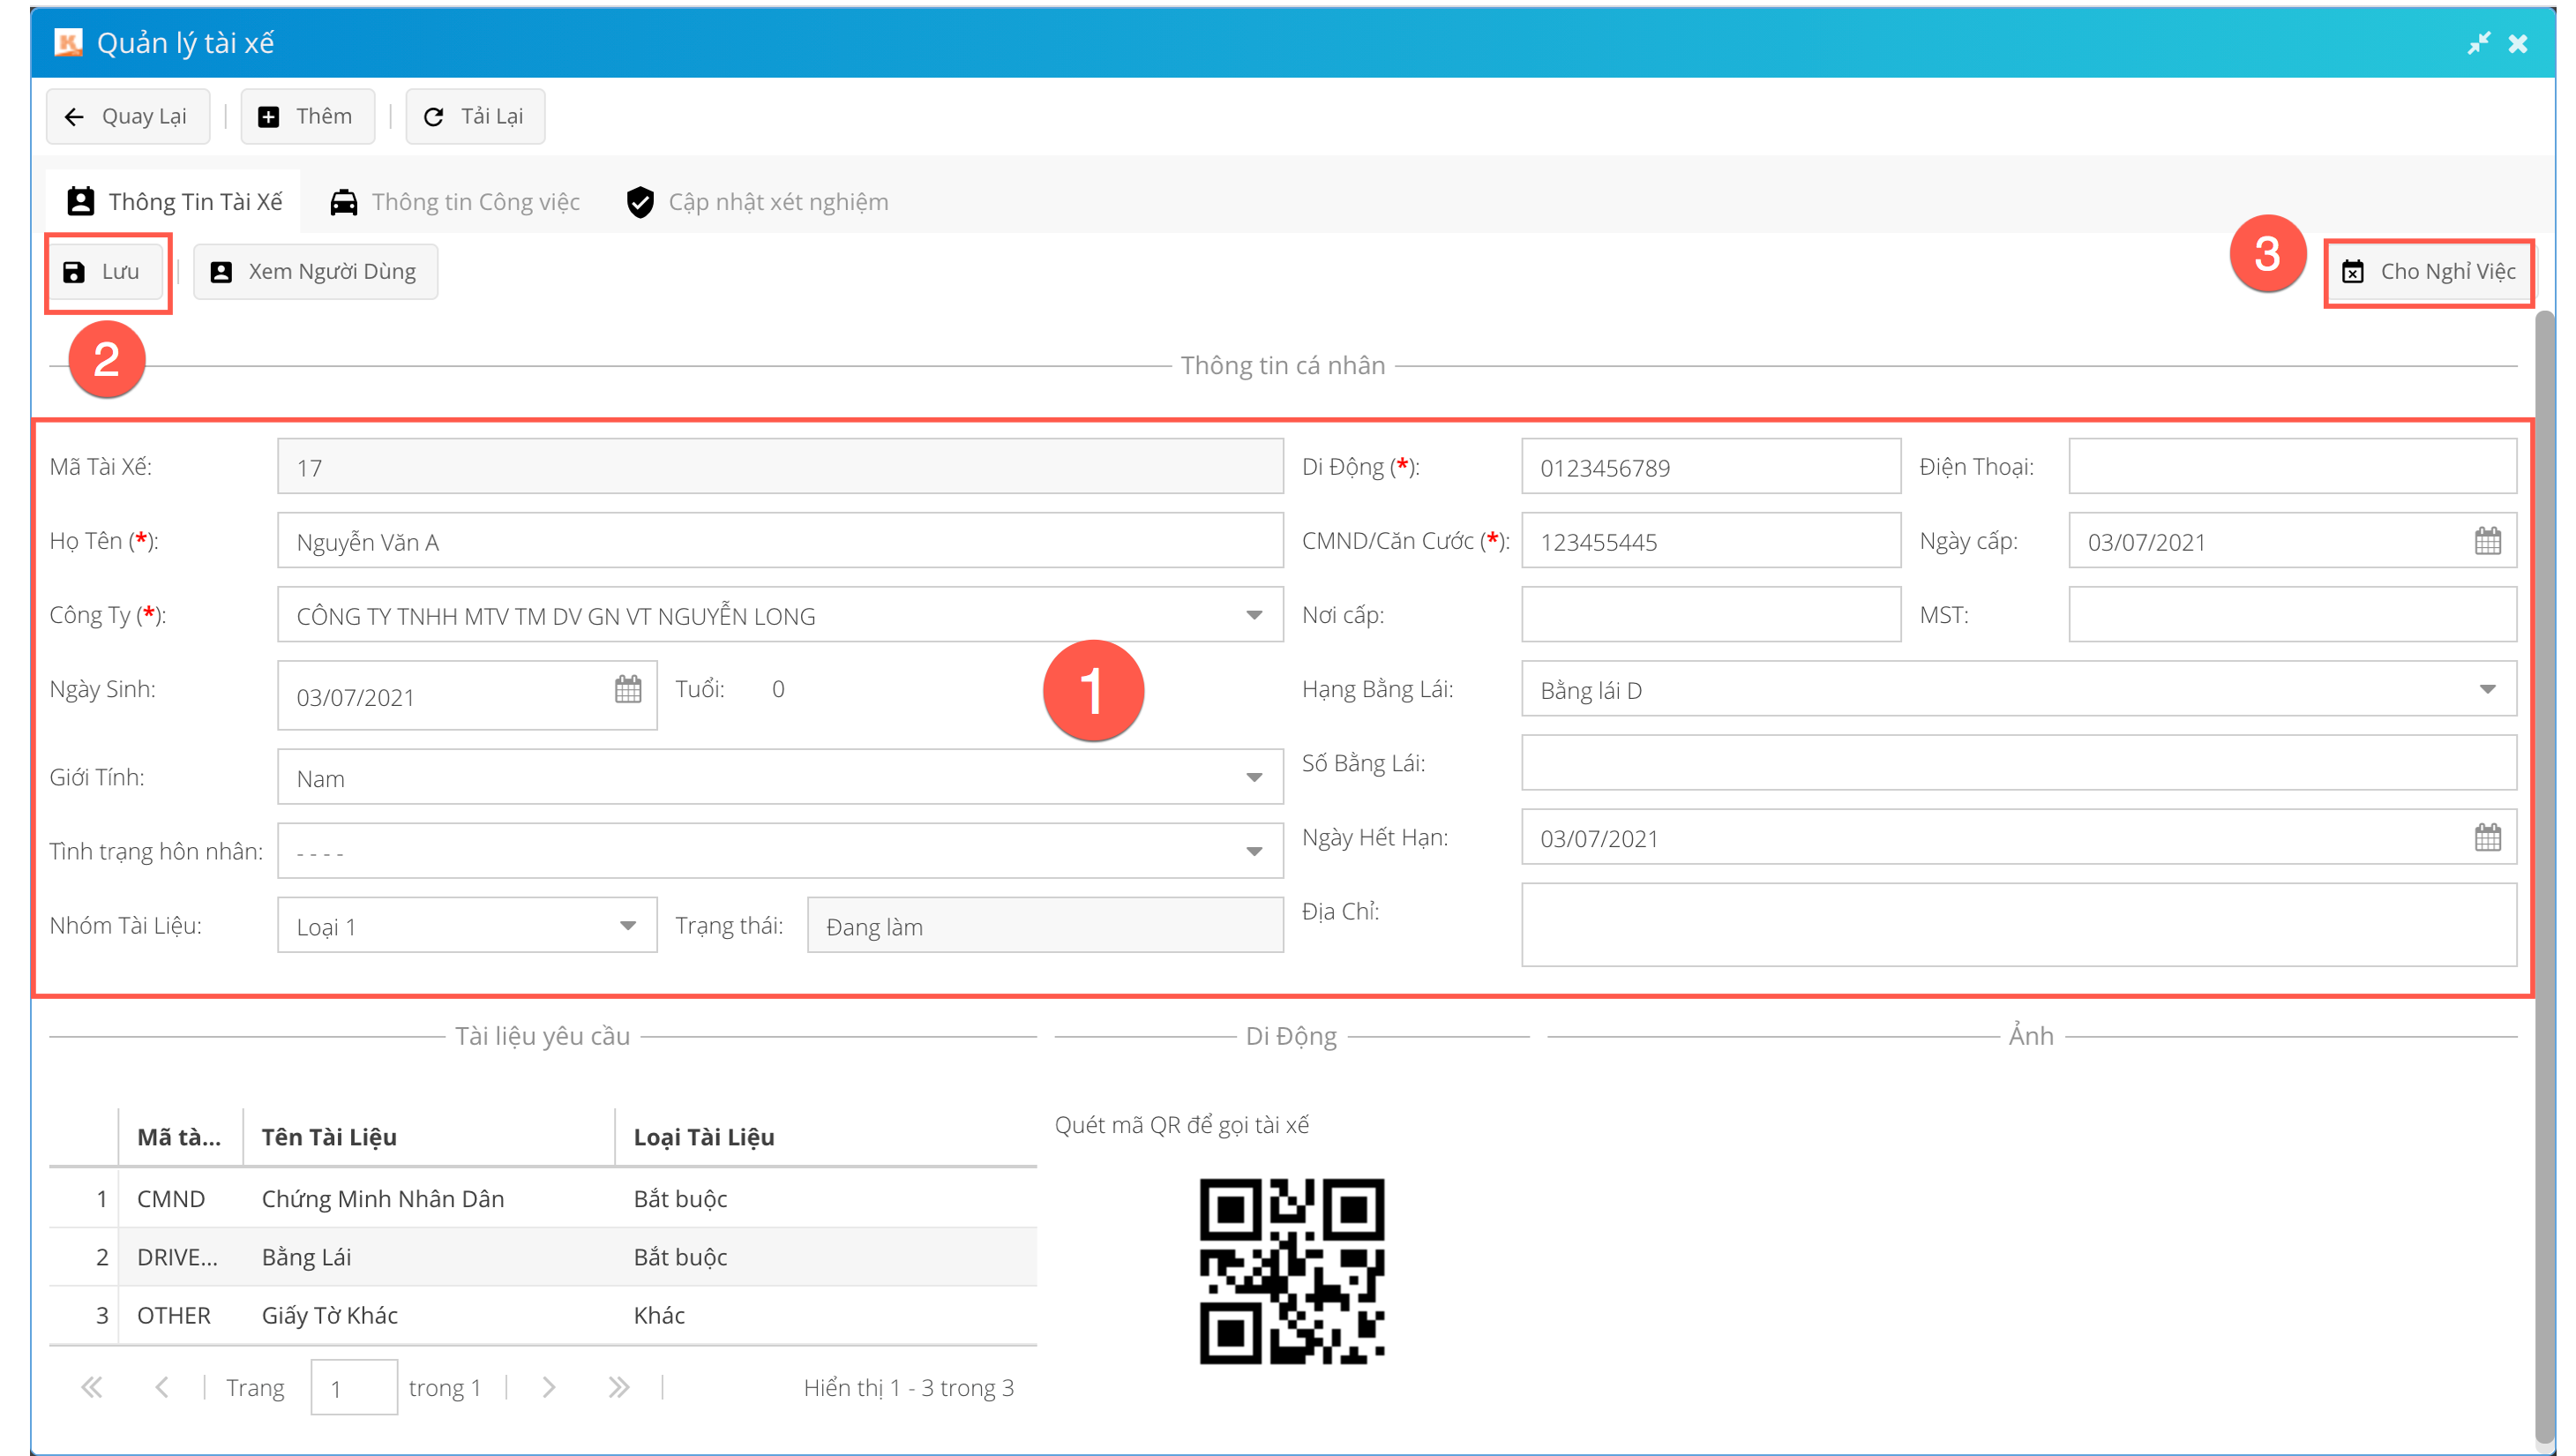 Quản lý tài xế
Quay Lại
Thêm
Tải Lại
Thông Tin Tài Xế
Thông tin Công việc
Cập nhật xét nghiệm
Lưu
Xem Người Dùng
3
Cho Nghỉ Việc
2
Thông tin cá nhân
Mã Tài Xế: 17
Di Động (*): 0123456789
Điện Thoại:
Họ Tên (*): Nguyễn Văn A
CMND/Căn Cước (*): 123455445
Ngày cấp: 03/07/2021
Công Ty (*): CÔNG TY TNHH MTV TM DV GN VT NGUYỄN LONG
Nơi cấp:
MST:
Ngày Sinh: 03/07/2021
Tuổi: 0
1
Hạng Bằng Lái: Bằng lái D
Giới Tính: Nam
Số Bằng Lái:
Tình trạng hôn nhân: - - - -
Ngày Hết Hạn: 03/07/2021
Nhóm Tài Liệu: Loại 1
Trạng thái: Đang làm
Địa Chỉ:
Tài liệu yêu cầu
Di Động
Ảnh
Mã tà... Tên Tài Liệu Loại Tài Liệu
1 CMND Chứng Minh Nhân Dân Bắt buộc
2 DRIVE... Bằng Lái Bắt buộc
3 OTHER Giấy Tờ Khác Khác
Trang 1 trong 1
Hiển thị 1 - 3 trong 3
Quét mã QR để gọi tài xế